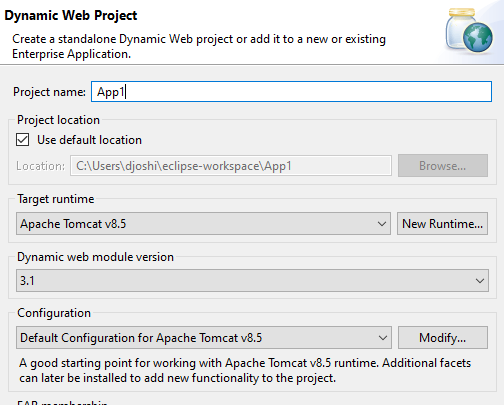 Dynamic Web Project
Create a standalone Dynamic Web project or add it to a new or existing
Enterprise Application.
Project name: App1
Project location
Use default location
Location: C:\Users\djoshi\eclipse-workspace\App1 Browse...
Target runtime
Apache Tomcat v8.5 New Runtime...
Dynamic web module version
3.1
Configuration
Default Configuration for Apache Tomcat v8.5 Modify...
A good starting point for working with Apache Tomcat v8.5 runtime. Additional facets
can later be installed to add new functionality to the project.
EAR membership